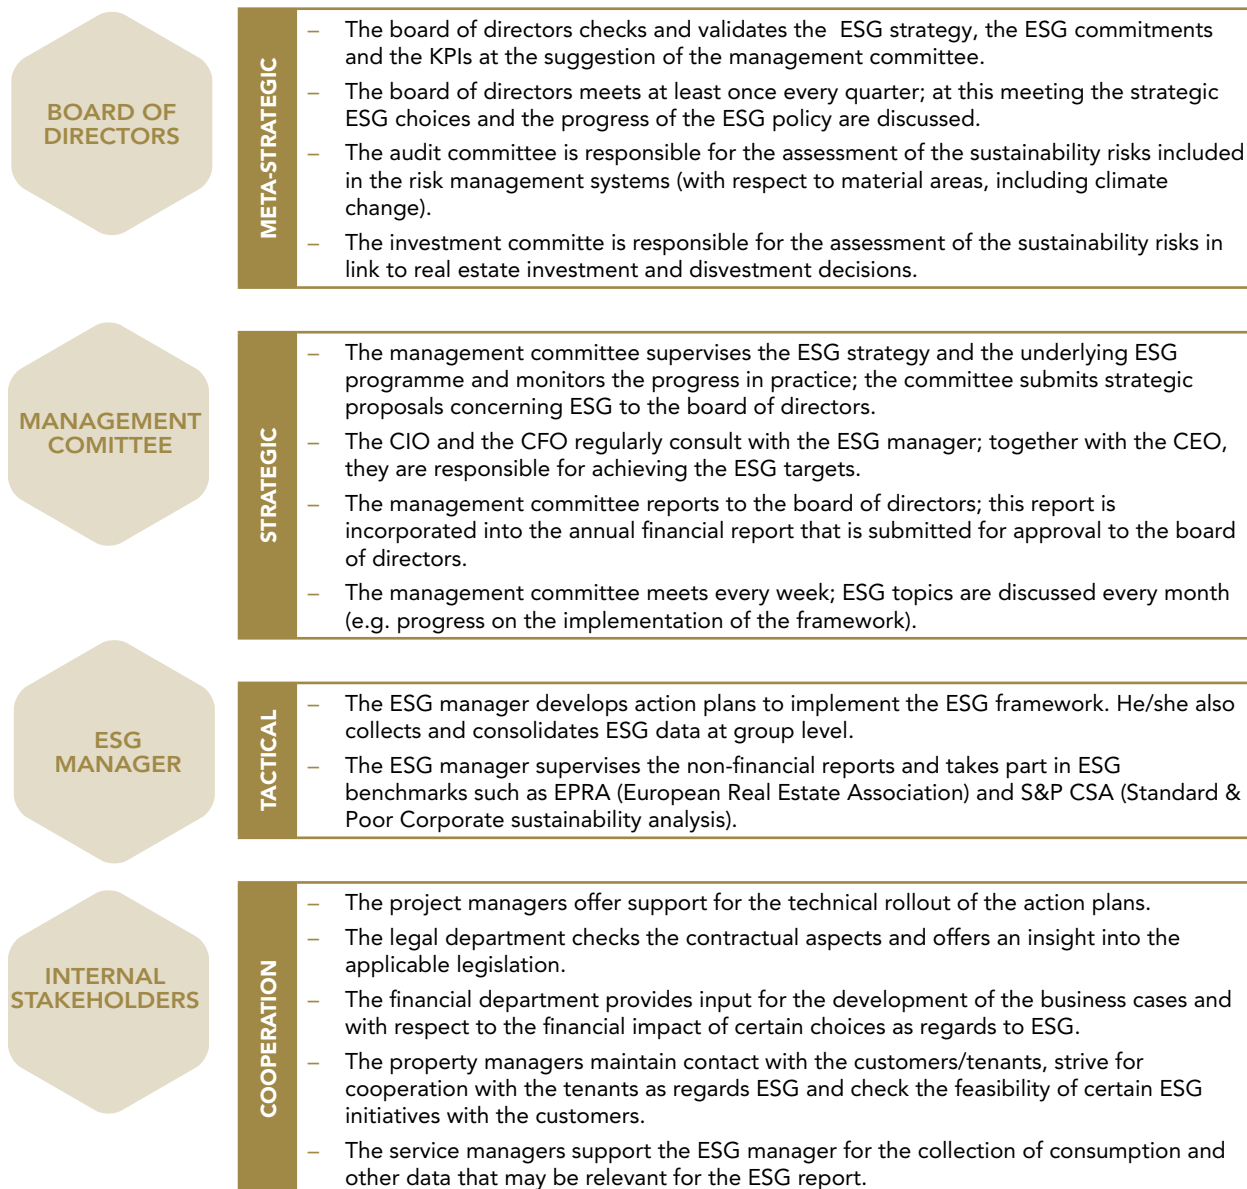 BOARD OF
DIRECTORS
META-STRATEGIC
– The board of directors checks and validates the ESG strategy, the ESG commitments
and the KPIs at the suggestion of the management committee.
– The board of directors meets at least once every quarter; at this meeting the strategic
ESG choices and the progress of the ESG policy are discussed.
– The audit committee is responsible for the assessment of the sustainability risks included
in the risk management systems (with respect to material areas, including climate
change).
– The investment committe is responsible for the assessment of the sustainability risks in
link to real estate investment and disvestment decisions.
MANAGEMENT
COMITTEE
STRATEGIC
– The management committee supervises the ESG strategy and the underlying ESG
programme and monitors the progress in practice; the committee submits strategic
proposals concerning ESG to the board of directors.
– The CIO and the CFO regularly consult with the ESG manager; together with the CEO,
they are responsible for achieving the ESG targets.
– The management committee reports to the board of directors; this report is
incorporated into the annual financial report that is submitted for approval to the board
of directors.
– The management committee meets every week; ESG topics are discussed every month
(e.g. progress on the implementation of the framework).
ESG
MANAGER
TACTICAL
– The ESG manager develops action plans to implement the ESG framework. He/she also
collects and consolidates ESG data at group level.
– The ESG manager supervises the non-financial reports and takes part in ESG
benchmarks such as EPRA (European Real Estate Association) and S&P CSA (Standard &
Poor Corporate sustainability analysis).
INTERNAL
STAKEHOLDERS
COOPERATION
– The project managers offer support for the technical rollout of the action plans.
– The legal department checks the contractual aspects and offers an insight into the
applicable legislation.
– The financial department provides input for the development of the business cases and
with respect to the financial impact of certain choices as regards to ESG.
– The property managers maintain contact with the customers/tenants, strive for
cooperation with the tenants as regards ESG and check the feasibility of certain ESG
initiatives with the customers.
– The service managers support the ESG manager for the collection of consumption and
other data that may be relevant for the ESG report.